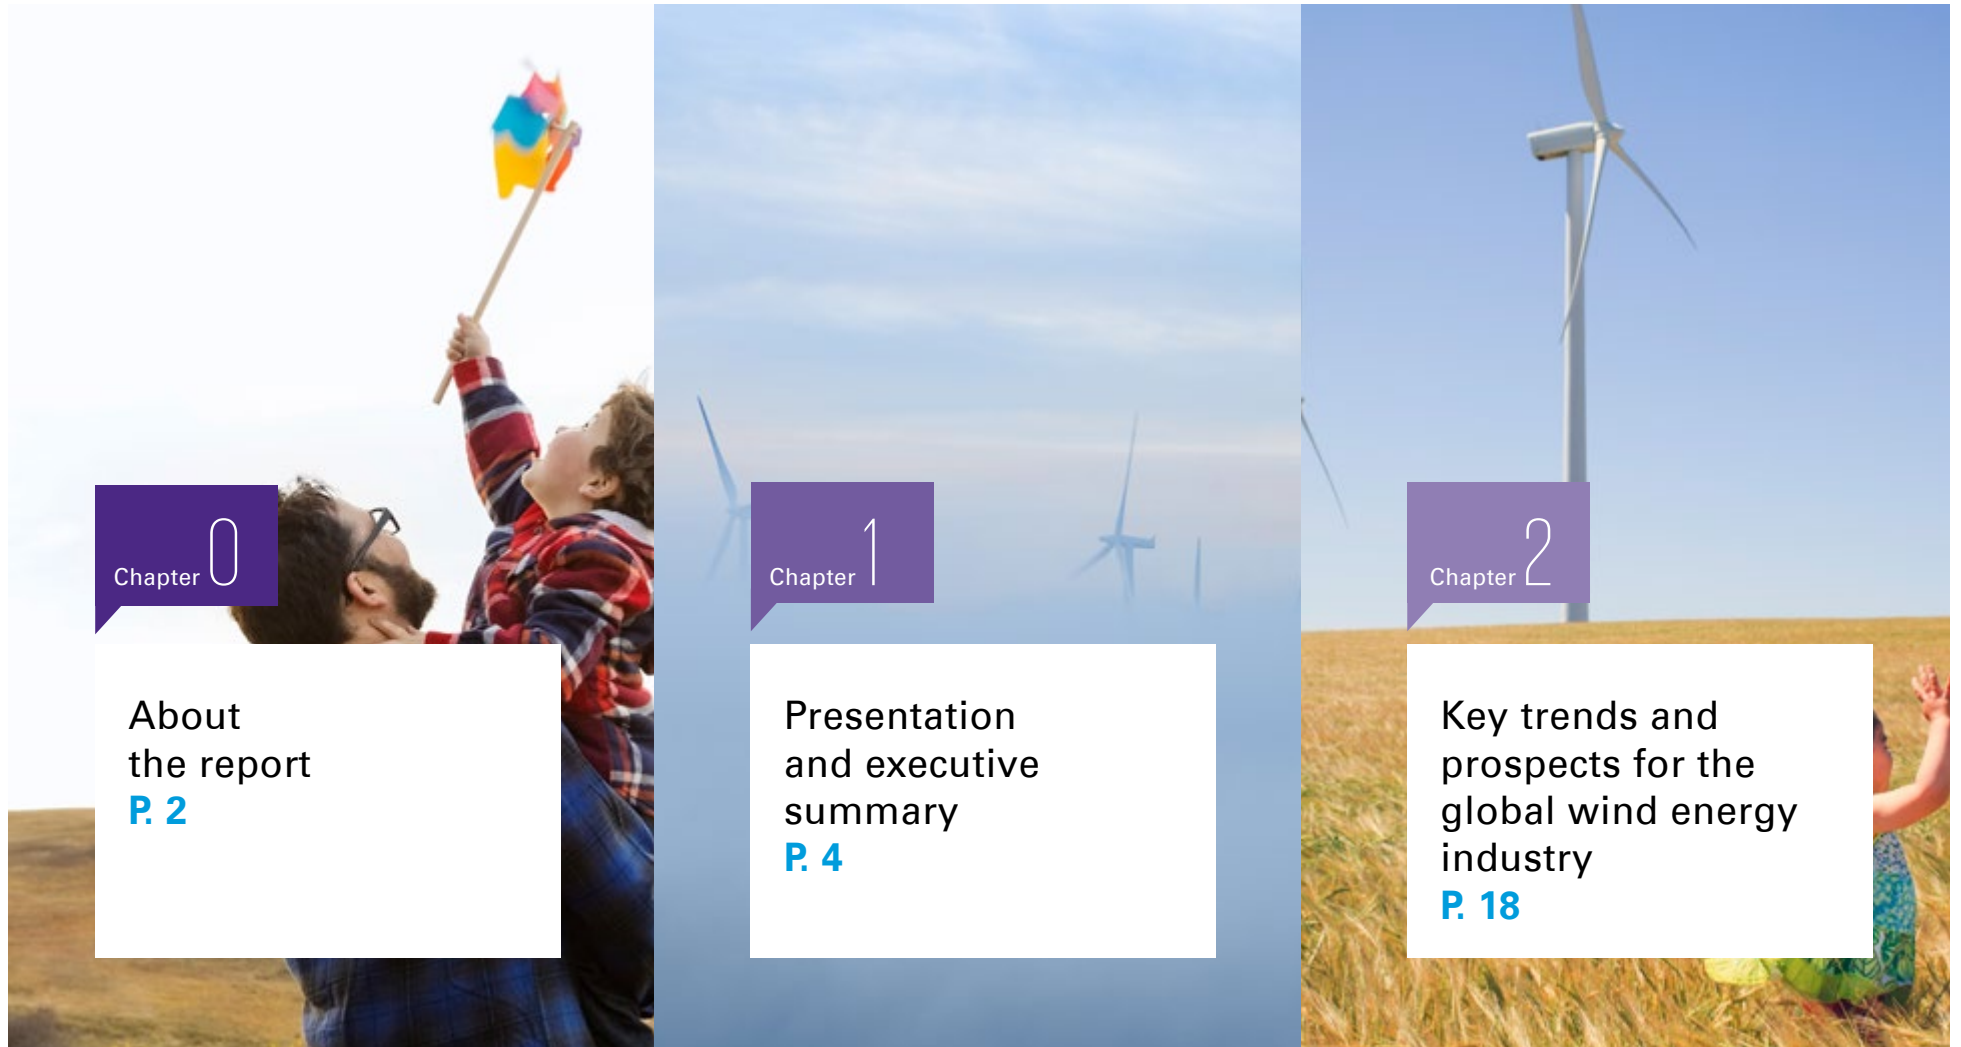 Chapter 0
About
the report
P. 2
Chapter 1
Presentation
and executive
summary
P. 4
Chapter 2
Key trends and
prospects for the
global wind energy
industry
P. 18